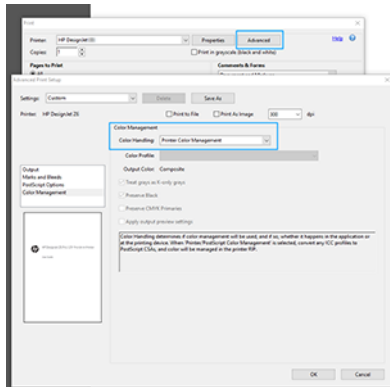 Print
Printer: HP DesignJet
Properties
Advanced
Help
Copies: 1
Print in grayscale (black and white)
Pages to Print
Comments & Forms
Advanced Print Setup
Settings: Custom
Delete
Save As
Printer: HP DesignJet Z6
Print to File
Print As Image
300
dpi
Color Management
Color Handling: Printer Color Management
Color Profile:
Output Color: Composite
Output
Marks and Bleeds
PostScript Options
Color Management
Treat grays as K-only grays
Preserve Black
Preserve CMYK Primaries
Apply output preview settings
Color Handling determines if color management will be used, and if so, whether it happens in the application or
at the printing device. When 'Printer/PostScript Color Management' is selected, convert any ICC profiles to
PostScript CSAs, and color will be managed in the printer RIP.
OK
Cancel